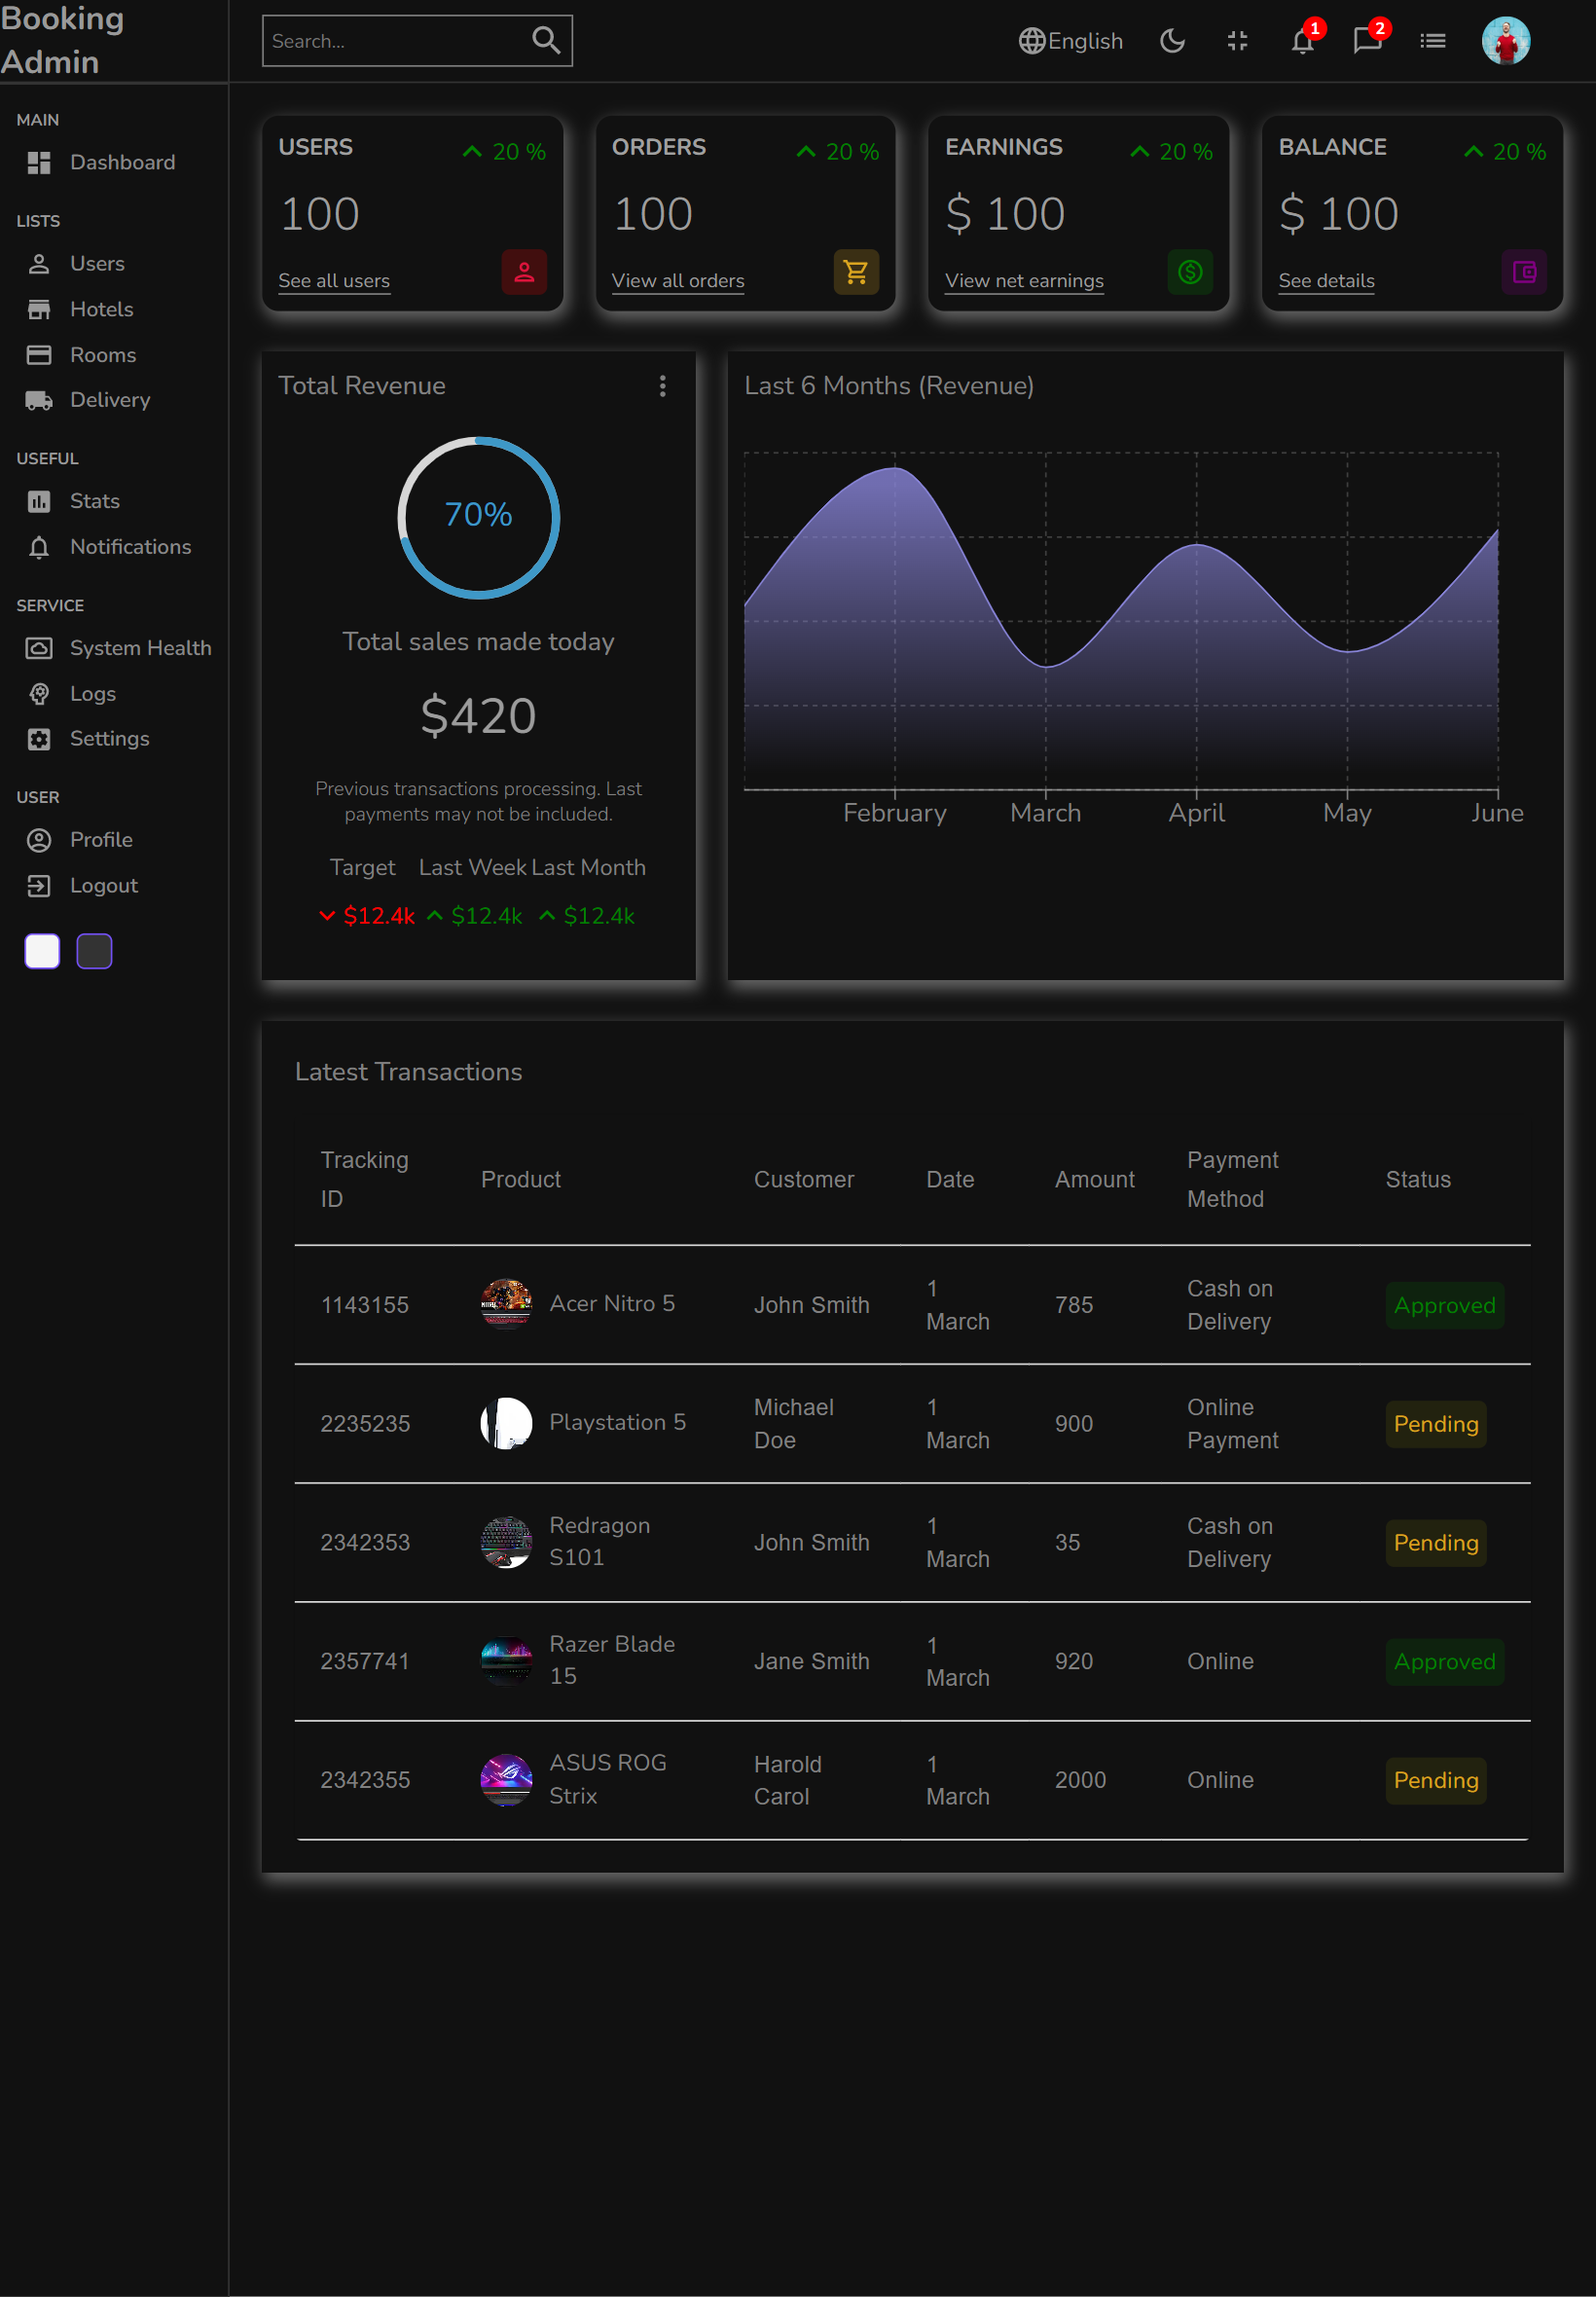 Booking
Admin
Search...
English
1
2
MAIN
Dashboard
LISTS
Users
Hotels
Rooms
Delivery
USEFUL
Stats
Notifications
SERVICE
System Health
Logs
Settings
USER
Profile
Logout
USERS
20 %
100
See all users
ORDERS
20 %
100
View all orders
EARNINGS
20 %
$ 100
View net earnings
BALANCE
20 %
$ 100
See details
Total Revenue
70%
Total sales made today
$420
Previous transactions processing. Last
payments may not be included.
Target Last Week Last Month
$12.4k $12.4k $12.4k
Last 6 Months (Revenue)
February March April May June
Latest Transactions
Tracking
ID
Product
Customer
Date
Amount
Payment
Method
Status
1143155
Acer Nitro 5
John Smith
1
March
785
Cash on
Delivery
Approved
2235235
Playstation 5
Michael
Doe
1
March
900
Online
Payment
Pending
2342353
Redragon
S101
John Smith
1
March
35
Cash on
Delivery
Pending
2357741
Razer Blade
15
Jane Smith
1
March
920
Online
Approved
2342355
ASUS ROG
Strix
Harold
Carol
1
March
2000
Online
Pending